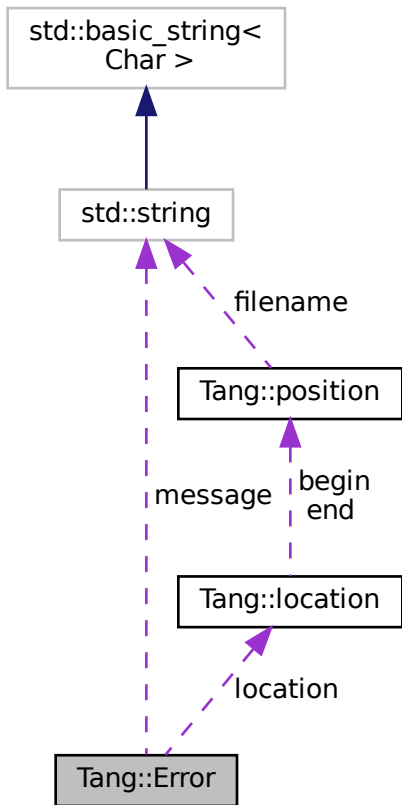 std::basic_string<
Char >
std::string
filename
Tang::position
message
begin
end
Tang::location
location
Tang::Error